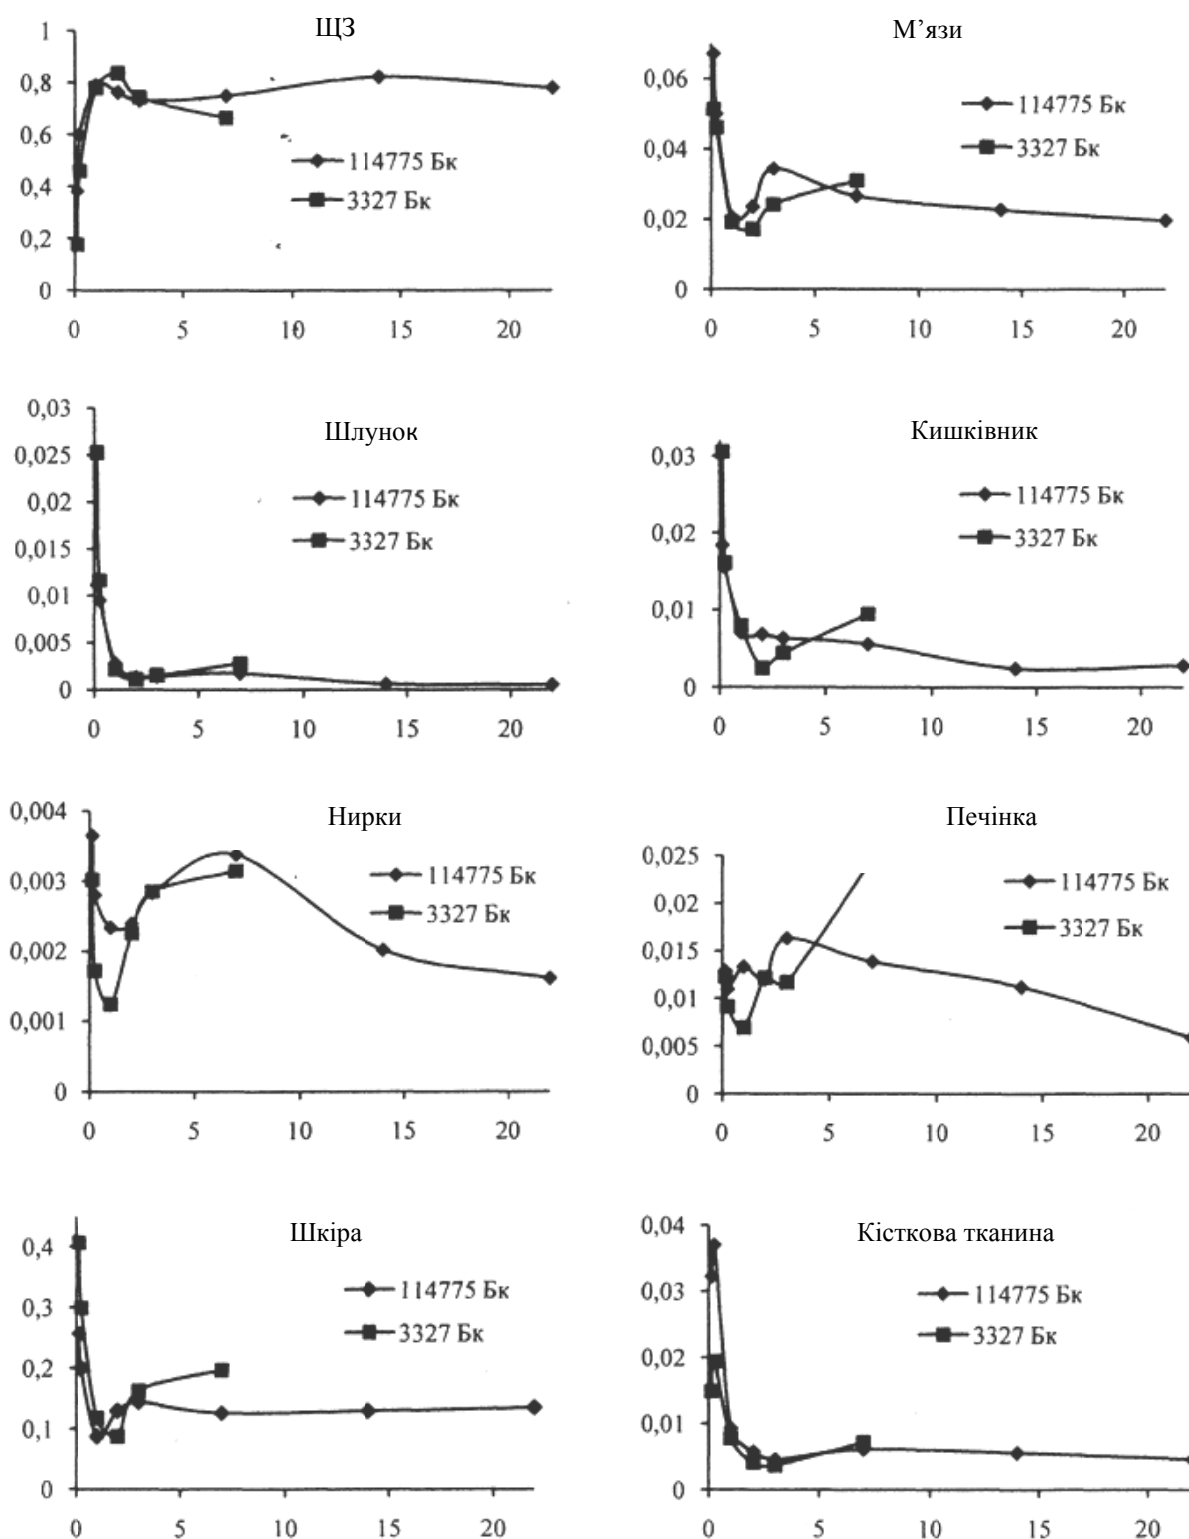 ЩЗ
1
0,8
0,6
0,4
0,2
0
0 5 10 15 20
114775 Бк
3327 Бк
М’язи
0,06
0,04
0,02
0
0 5 10 15 20
114775 Бк
3327 Бк
Шлунок
0,03
0,025
0,02
0,015
0,01
0,005
0
0 5 10 15 20
114775 Бк
3327 Бк
Кишківник
0,03
0,02
0,01
0
0 5 10 15 20
114775 Бк
3327 Бк
Нирки
0,004
0,003
0,002
0,001
0
0 5 10 15 20
114775 Бк
3327 Бк
Печінка
0,025
0,02
0,015
0,01
0,005
0
0 5 10 15 20
114775 Бк
3327 Бк
Шкіра
0,4
0,3
0,2
0,1
0
0 5 10 15 20
114775 Бк
3327 Бк
Кісткова тканина
0,04
0,03
0,02
0,01
0
0 5 10 15 20
114775 Бк
3327 Бк